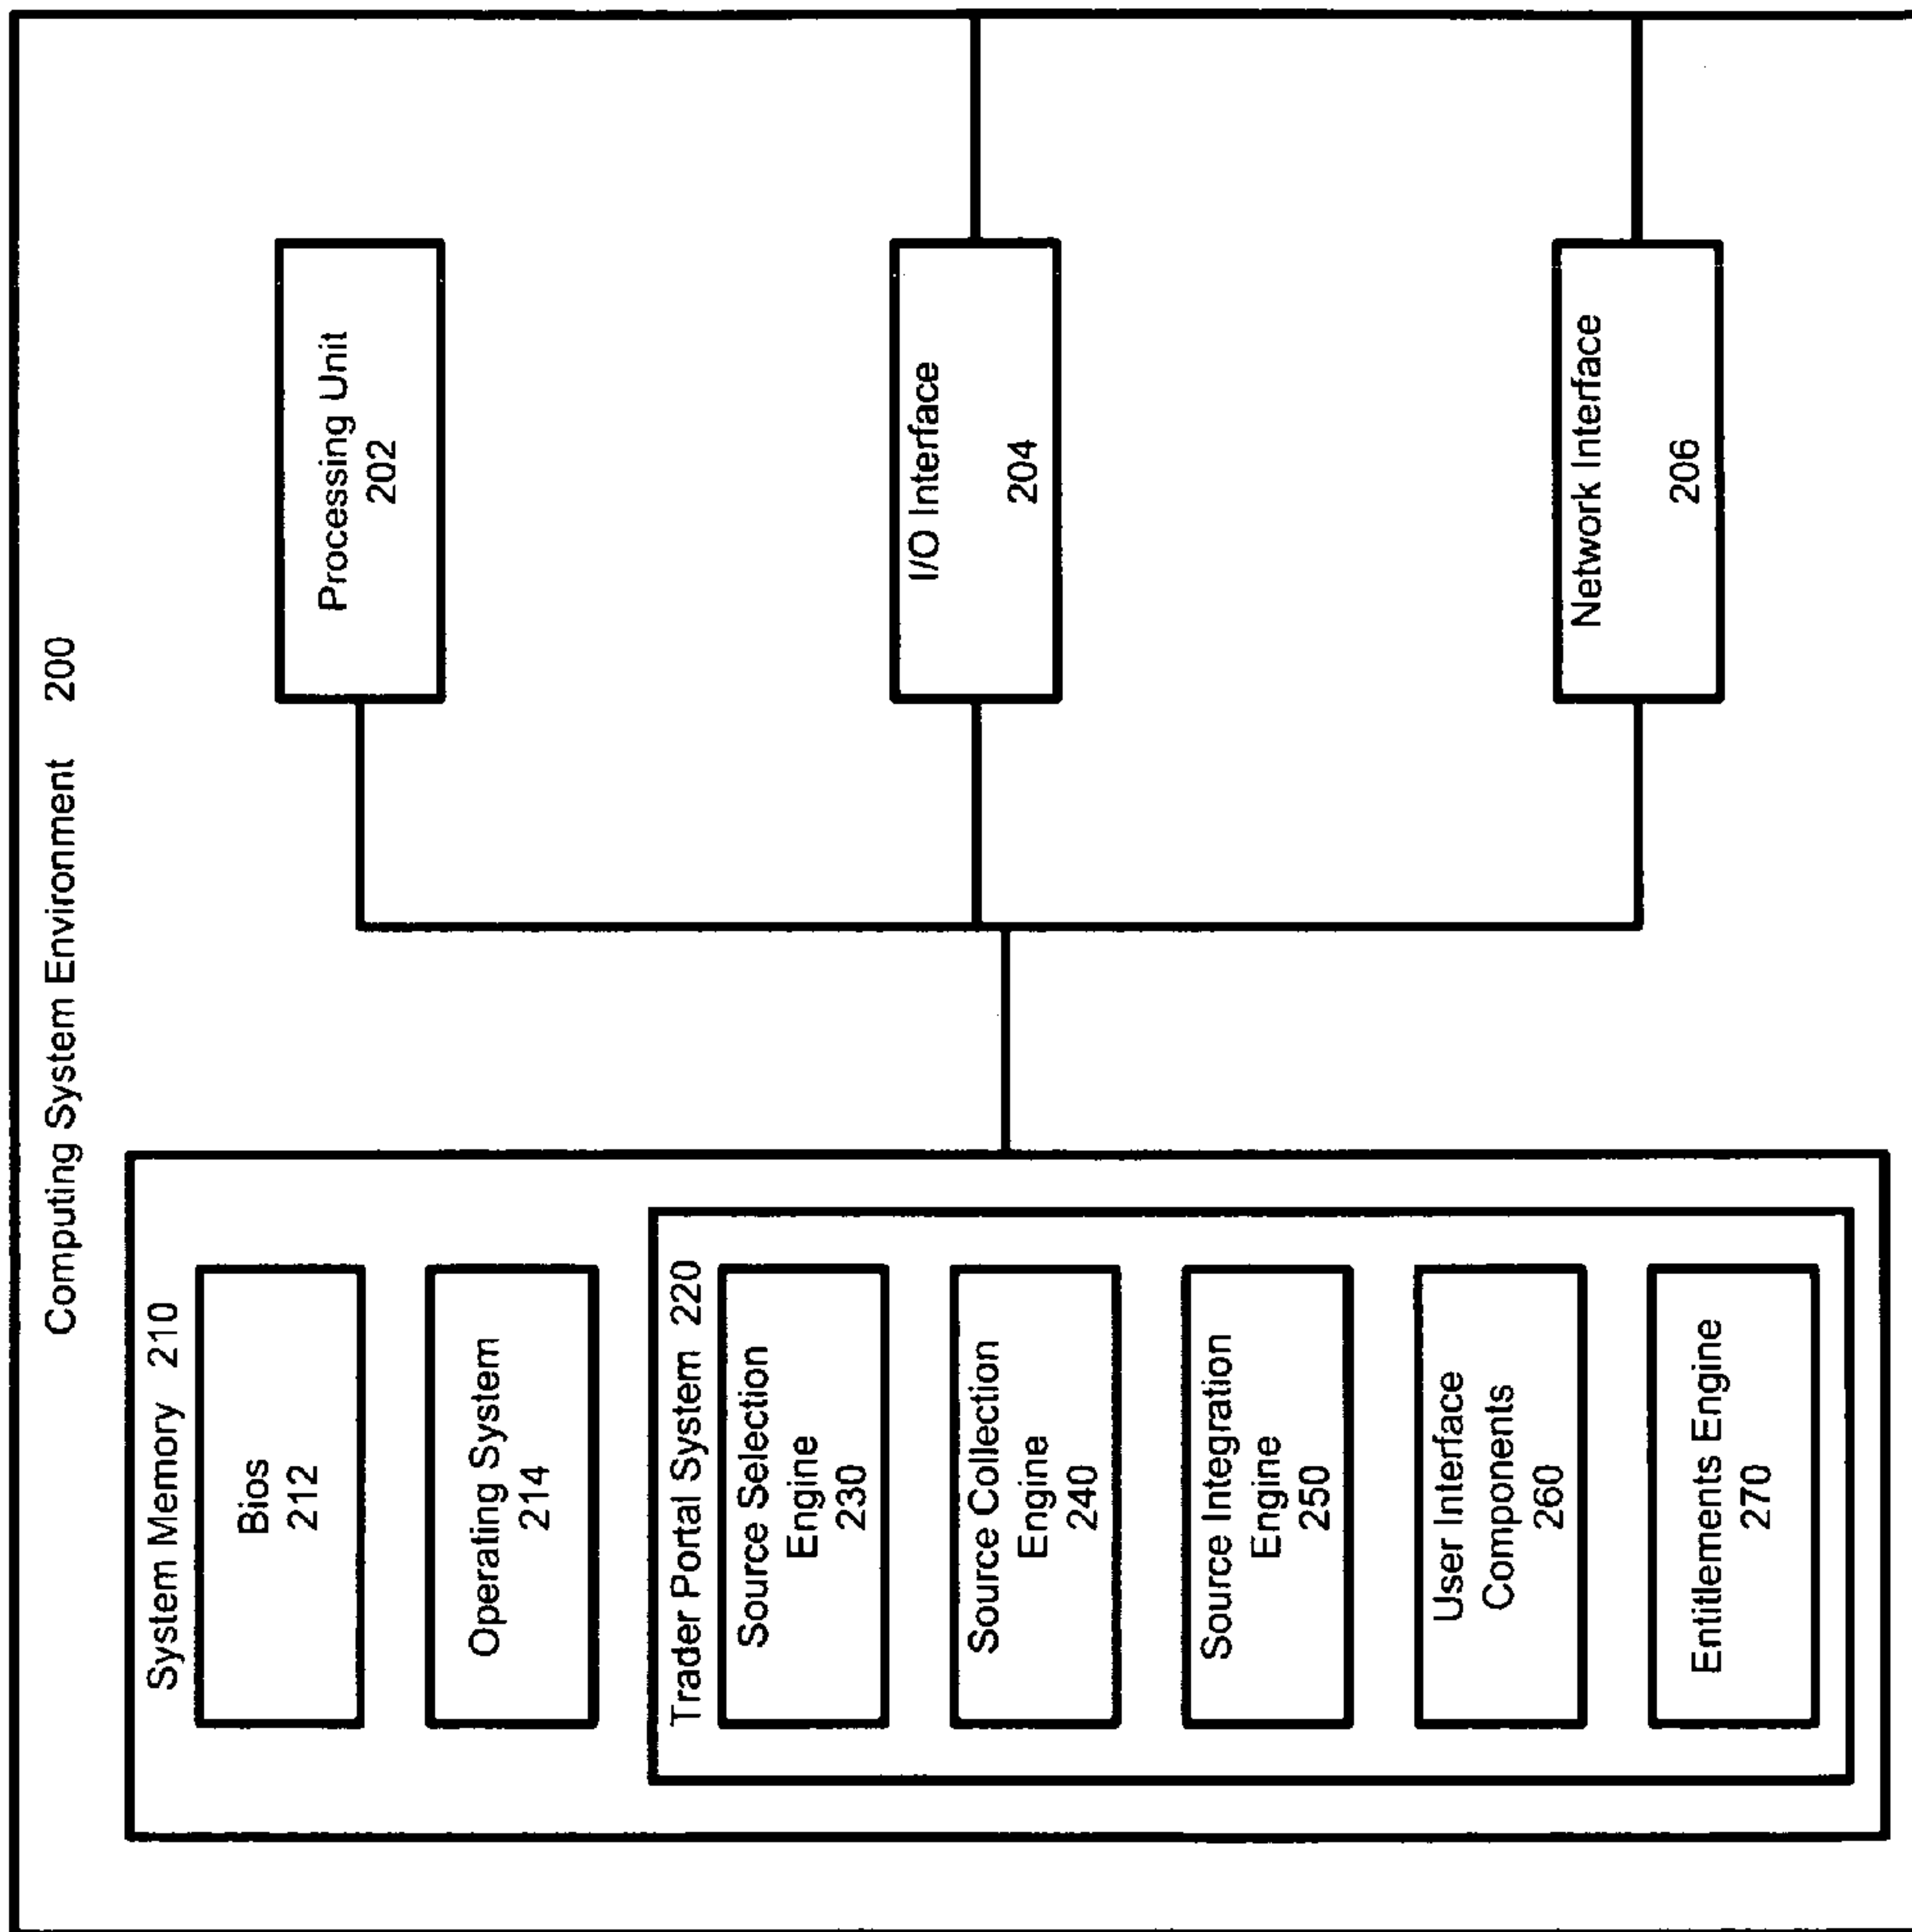 Computing System Environment 200
System Memory 210
Bios
212
Operating System
214
Trader Portal System 220
Source Selection
Engine
230
Source Collection
Engine
240
Source Integration
Engine
250
User Interface
Components
260
Entitlements Engine
270
Processing Unit
202
I/O Interface
204
Network Interface
206